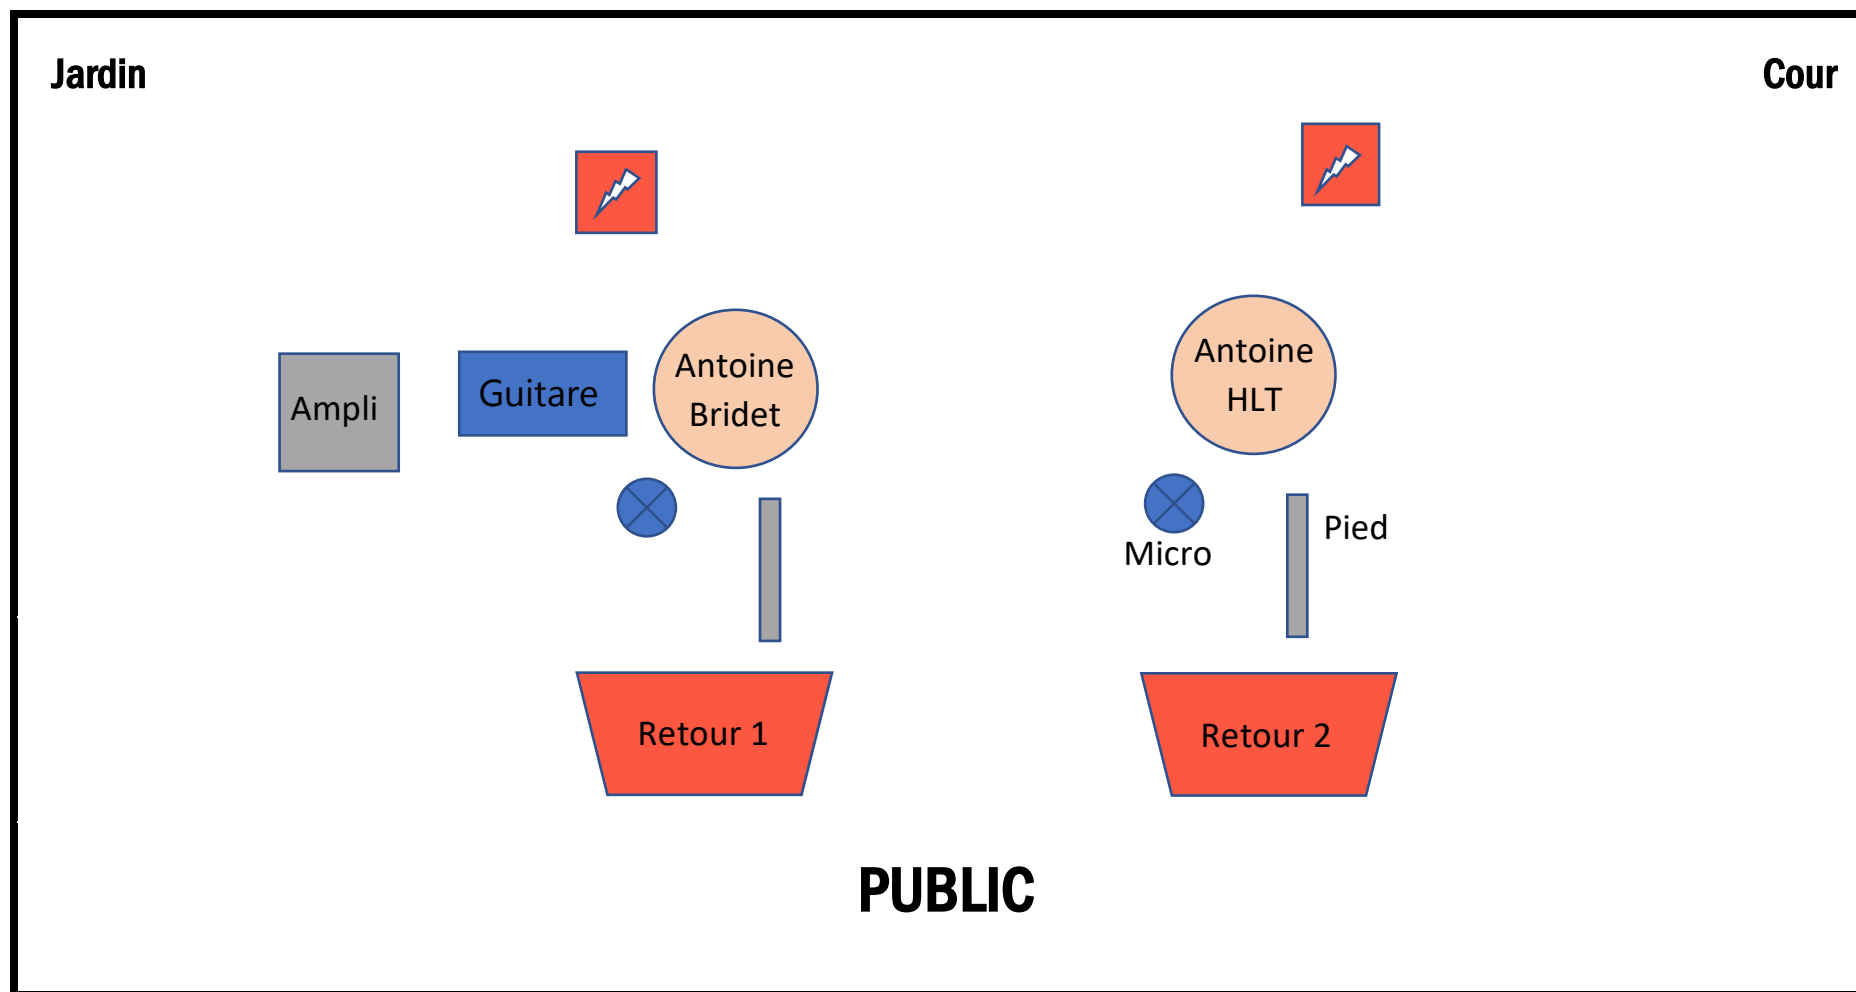 Jardin
Cour
Antoine
Bridet
Antoine
HLT
Ampli
Guitare
Micro
Pied
Retour 1
Retour 2
PUBLIC